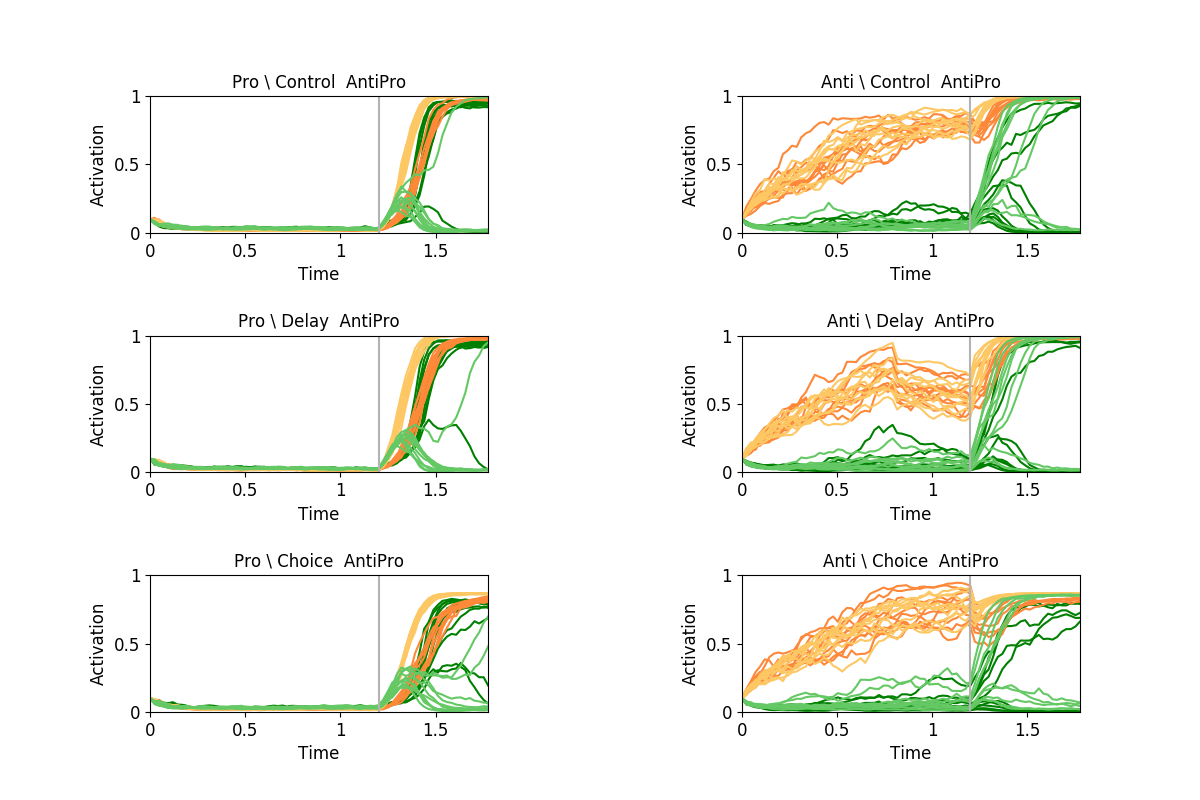 Pro \ Control  AntiPro
Activation
1
0.5
0
0
0.5
1
1.5
Time
Anti \ Control  AntiPro
Activation
1
0.5
0
0
0.5
1
1.5
Time
Pro \ Delay  AntiPro
Activation
1
0.5
0
0
0.5
1
1.5
Time
Anti \ Delay  AntiPro
Activation
1
0.5
0
0
0.5
1
1.5
Time
Pro \ Choice  AntiPro
Activation
1
0.5
0
0
0.5
1
1.5
Time
Anti \ Choice  AntiPro
Activation
1
0.5
0
0
0.5
1
1.5
Time